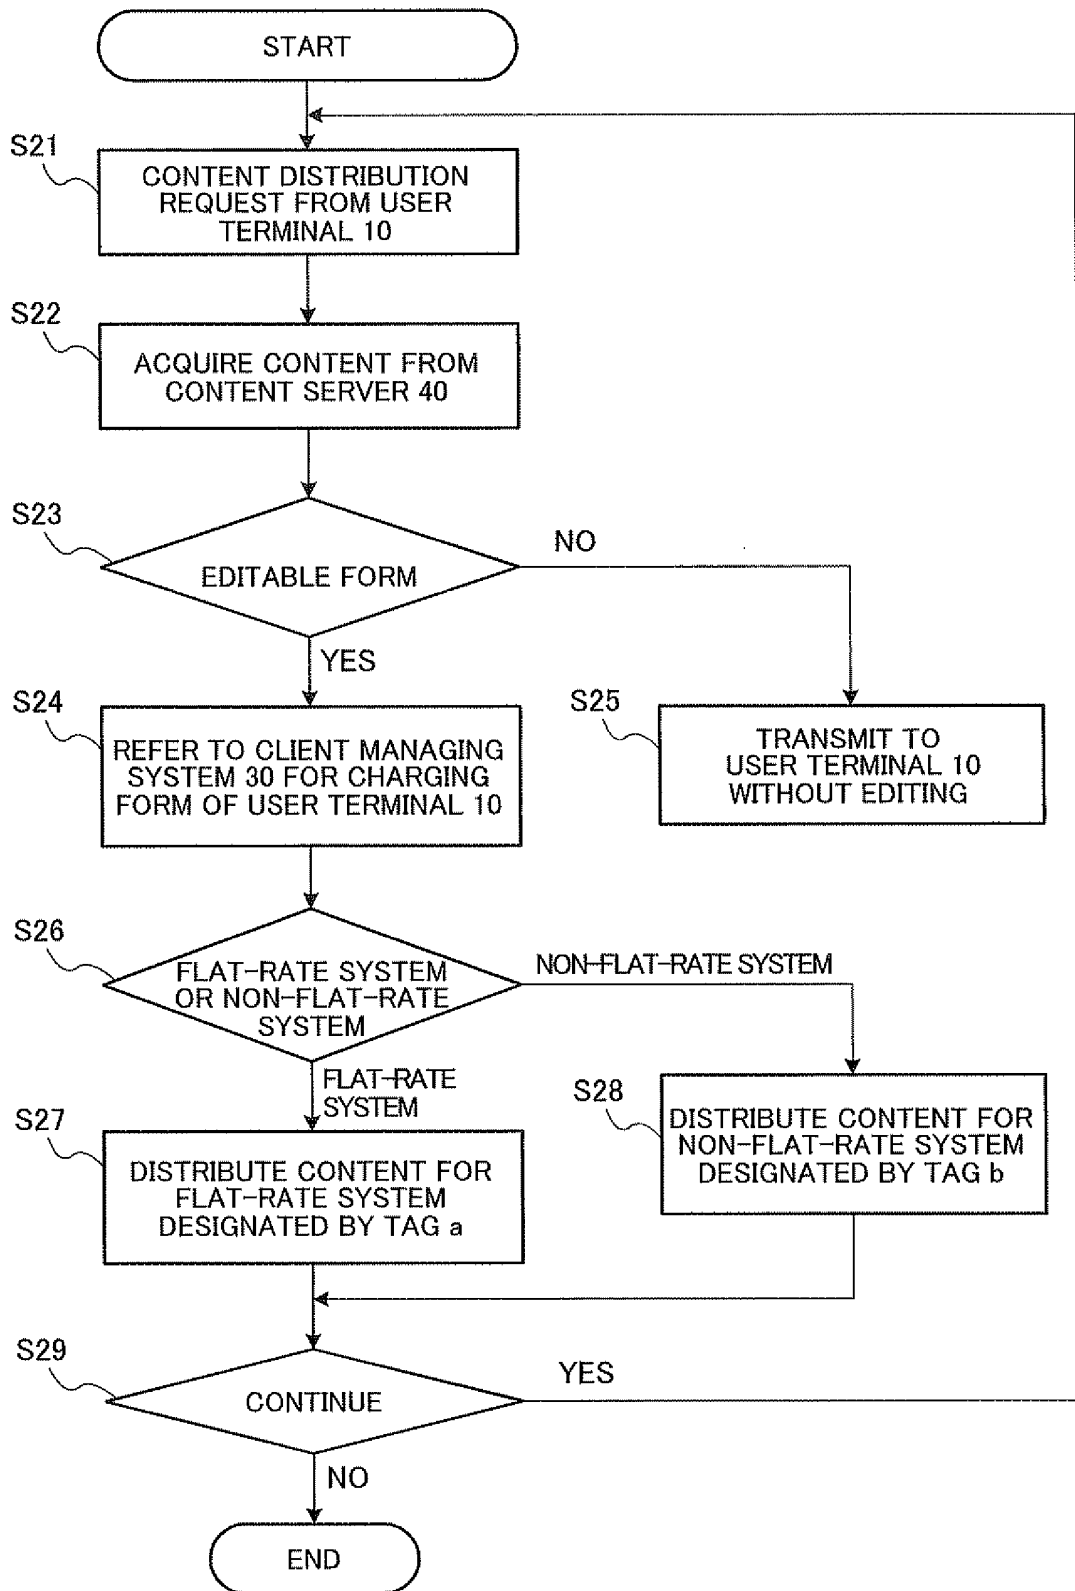 START
S21
CONTENT DISTRIBUTION
REQUEST FROM USER
TERMINAL 10
S22
ACQUIRE CONTENT FROM
CONTENT SERVER 40
S23
EDITABLE FORM
NO
YES
S24
REFER TO CLIENT MANAGING
SYSTEM 30 FOR CHARGING
FORM OF USER TERMINAL 10
S25
TRANSMIT TO
USER TERMINAL 10
WITHOUT EDITING
S26
FLAT-RATE SYSTEM
OR NON-FLAT-RATE
SYSTEM
NON-FLAT-RATE SYSTEM
FLAT-RATE
SYSTEM
S27
DISTRIBUTE CONTENT FOR
FLAT-RATE SYSTEM
DESIGNATED BY TAG a
S28
DISTRIBUTE CONTENT FOR
NON-FLAT-RATE SYSTEM
DESIGNATED BY TAG b
S29
CONTINUE
YES
NO
END